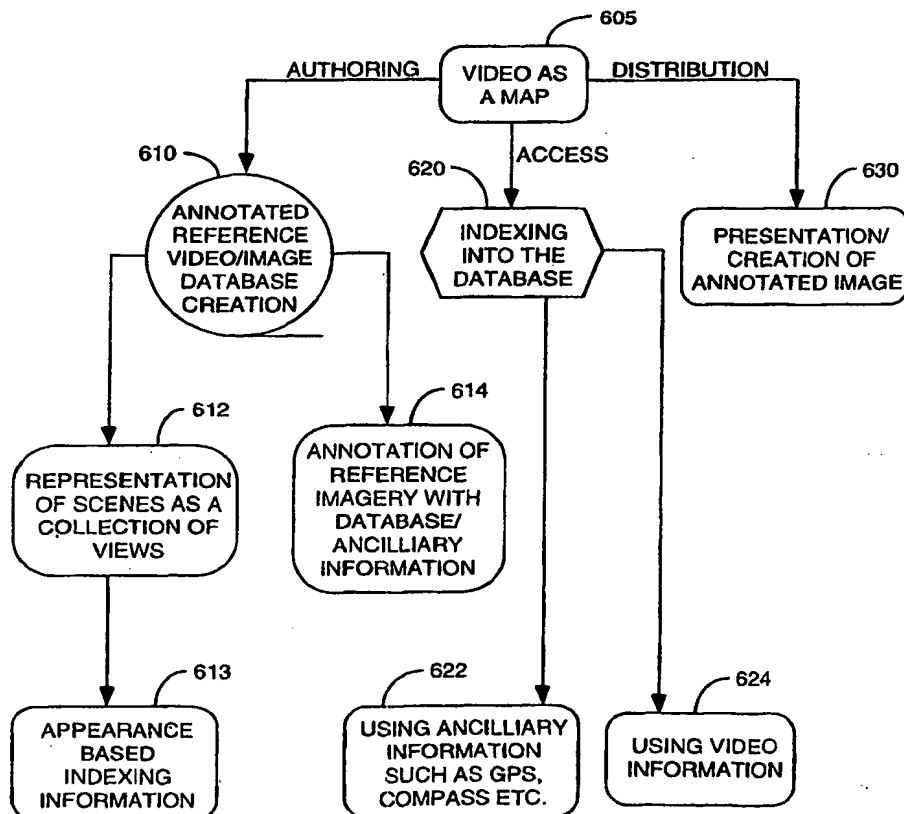 605
AUTHORING
VIDEO AS
A MAP
DISTRIBUTION
610
ACCESS
620
630
ANNOTATED
REFERENCE
VIDEO/IMAGE
DATABASE
CREATION
INDEXING
INTO THE
DATABASE
PRESENTATION/
CREATION OF
ANNOTATED IMAGE
612
614
REPRESENTATION
OF SCENES AS A
COLLECTION OF
VIEWS
ANNOTATION OF
REFERENCE
IMAGERY WITH
DATABASE/
ANCILLIARY
INFORMATION
613
622
624
APPEARANCE
BASED
INDEXING
INFORMATION
USING ANCILLIARY
INFORMATION
SUCH AS GPS,
COMPASS ETC.
USING VIDEO
INFORMATION